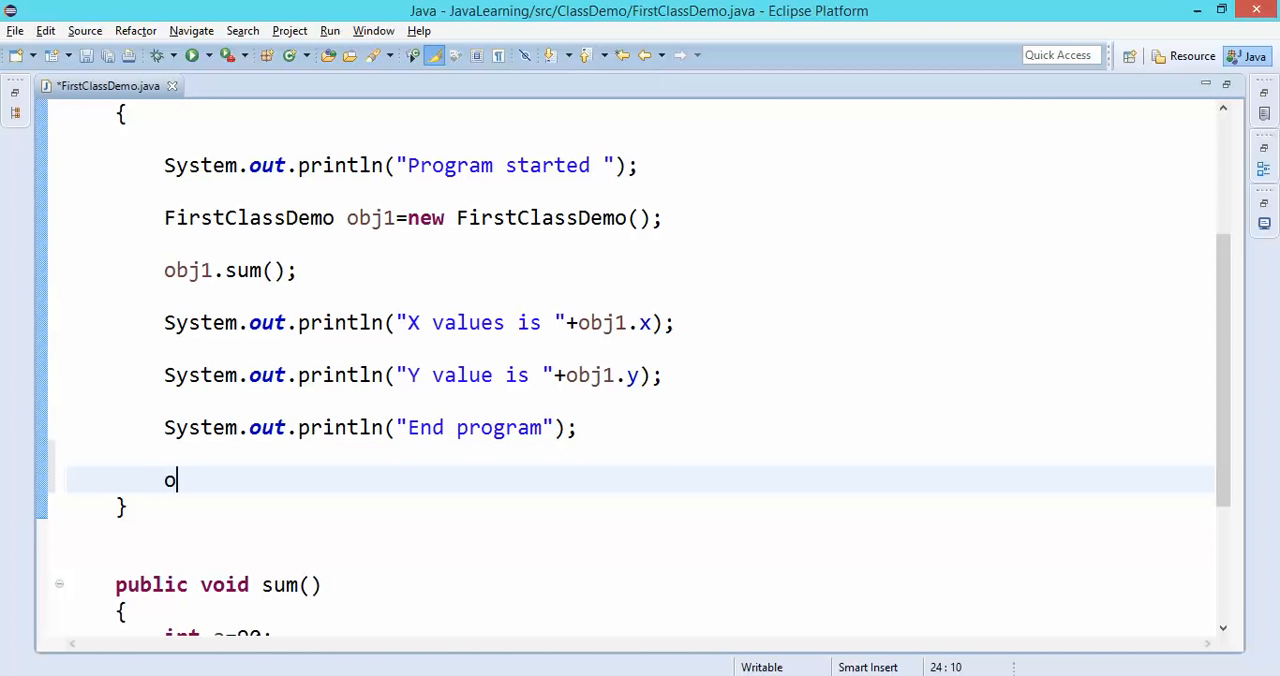 Java - JavaLearning/src/ClassDemo/FirstClassDemo.java - Eclipse Platform
File Edit Source Refactor Navigate Search Project Run Window Help
Quick Access Resource Java
*FirstClassDemo.java
{
System.out.println("Program started ");
FirstClassDemo obj1=new FirstClassDemo();
obj1.sum();
System.out.println("X values is "+obj1.x);
System.out.println("Y value is "+obj1.y);
System.out.println("End program");
o
}
public void sum()
{
int a=90;
Writable Smart Insert 24 : 10